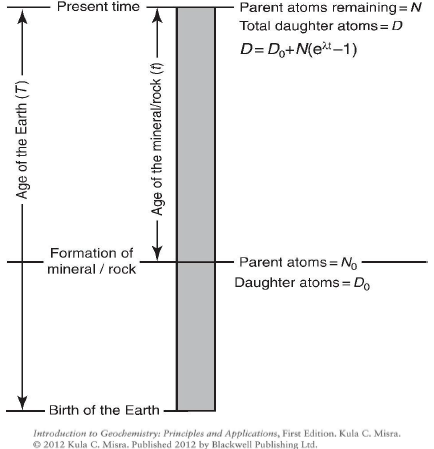 Present time
Parent atoms remaining = N
Total daughter atoms = D
D = D₀+N(e^λt−1)
Age of the Earth (T)
Age of the mineral/rock (t)
Formation of
mineral / rock
Parent atoms = N₀
Daughter atoms = D₀
Birth of the Earth
Introduction to Geochemistry: Principles and Applications, First Edition. Kula C. Misra.
© 2012 Kula C. Misra. Published 2012 by Blackwell Publishing Ltd.